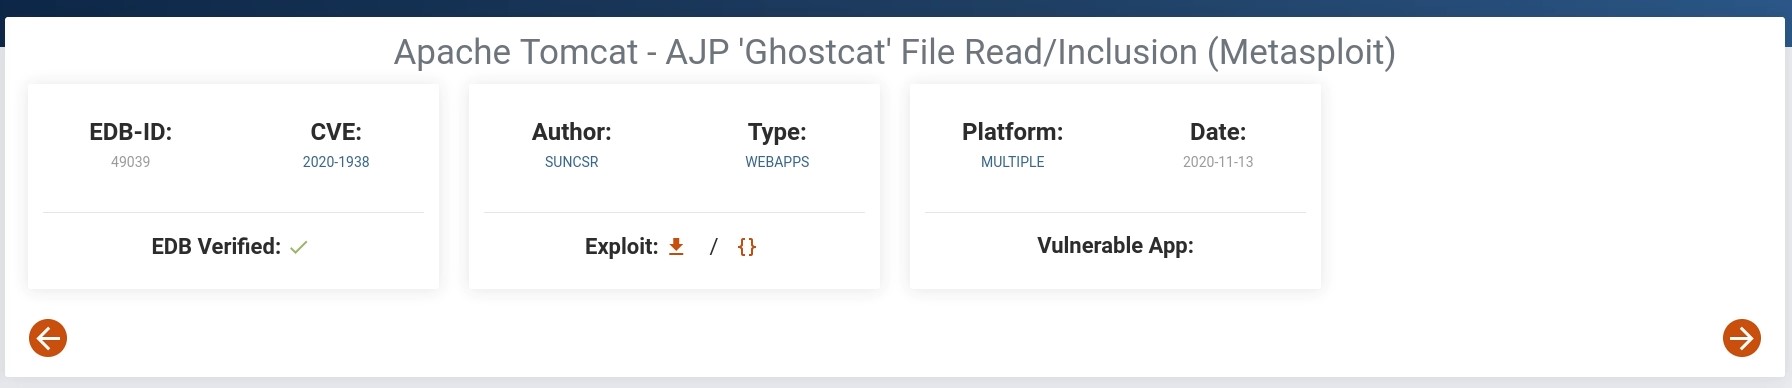 Apache Tomcat - AJP 'Ghostcat' File Read/Inclusion (Metasploit)
EDB-ID:
49039
CVE:
2020-1938
EDB Verified:
Author:
SUNCSR
Type:
WEBAPPS
Exploit: / {}
Platform:
MULTIPLE
Date:
2020-11-13
Vulnerable App: